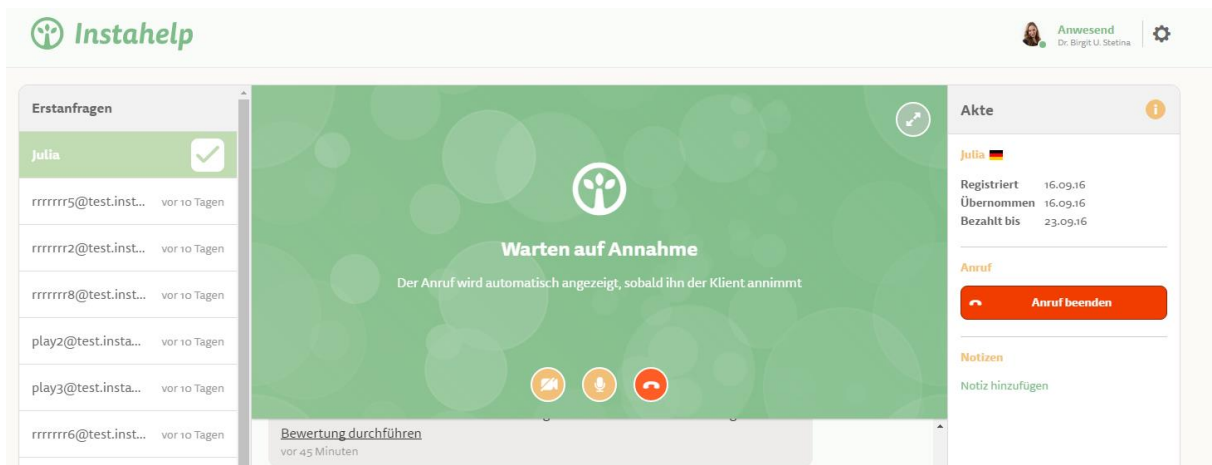 Instahelp
Anwesend
Dr. Birgit U. Stetina
Erstanfragen
Julia
rrrrrrr5@test.inst... vor 10 Tagen
rrrrrrr2@test.inst... vor 10 Tagen
rrrrrrr8@test.inst... vor 10 Tagen
play2@test.insta... vor 10 Tagen
play3@test.insta... vor 10 Tagen
rrrrrrr6@test.inst... vor 10 Tagen
Warten auf Annahme
Der Anruf wird automatisch angezeigt, sobald ihn der Klient annimmt
Bewertung durchführen
vor 45 Minuten
Akte
Julia
Registriert 16.09.16
Übernommen 16.09.16
Bezahlt bis 23.09.16
Anruf
Anruf beenden
Notizen
Notiz hinzufügen